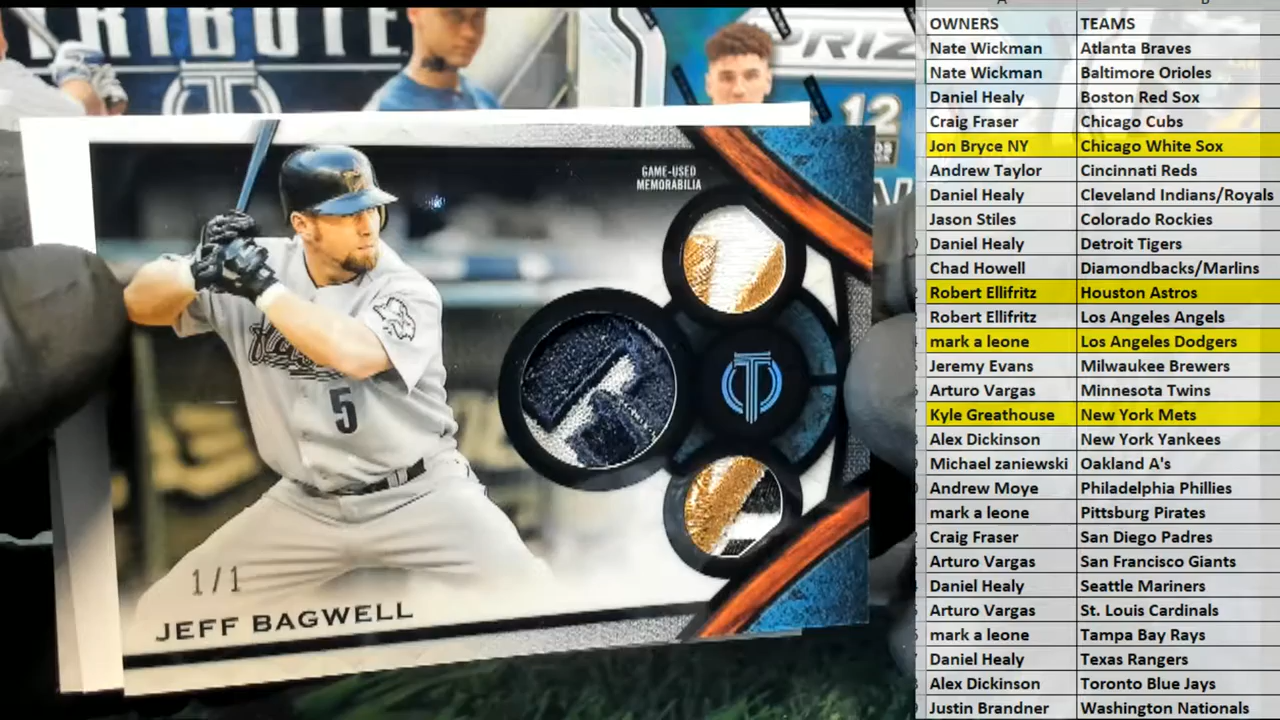 TRIBUTE
PRIZ
12
GAME-USED
MEMORABILIA
5
1/1
JEFF BAGWELL
OWNERS TEAMS
Nate Wickman Atlanta Braves
Nate Wickman Baltimore Orioles
Daniel Healy Boston Red Sox
Craig Fraser Chicago Cubs
Jon Bryce NY Chicago White Sox
Andrew Taylor Cincinnati Reds
Daniel Healy Cleveland Indians/Royals
Jason Stiles Colorado Rockies
Daniel Healy Detroit Tigers
Chad Howell Diamondbacks/Marlins
Robert Ellifritz Houston Astros
Robert Ellifritz Los Angeles Angels
mark a leone Los Angeles Dodgers
Jeremy Evans Milwaukee Brewers
Arturo Vargas Minnesota Twins
Kyle Greathouse New York Mets
Alex Dickinson New York Yankees
Michael zaniewski Oakland A's
Andrew Moye Philadelphia Phillies
mark a leone Pittsburg Pirates
Craig Fraser San Diego Padres
Arturo Vargas San Francisco Giants
Daniel Healy Seattle Mariners
Arturo Vargas St. Louis Cardinals
mark a leone Tampa Bay Rays
Daniel Healy Texas Rangers
Alex Dickinson Toronto Blue Jays
Justin Brandner Washington Nationals